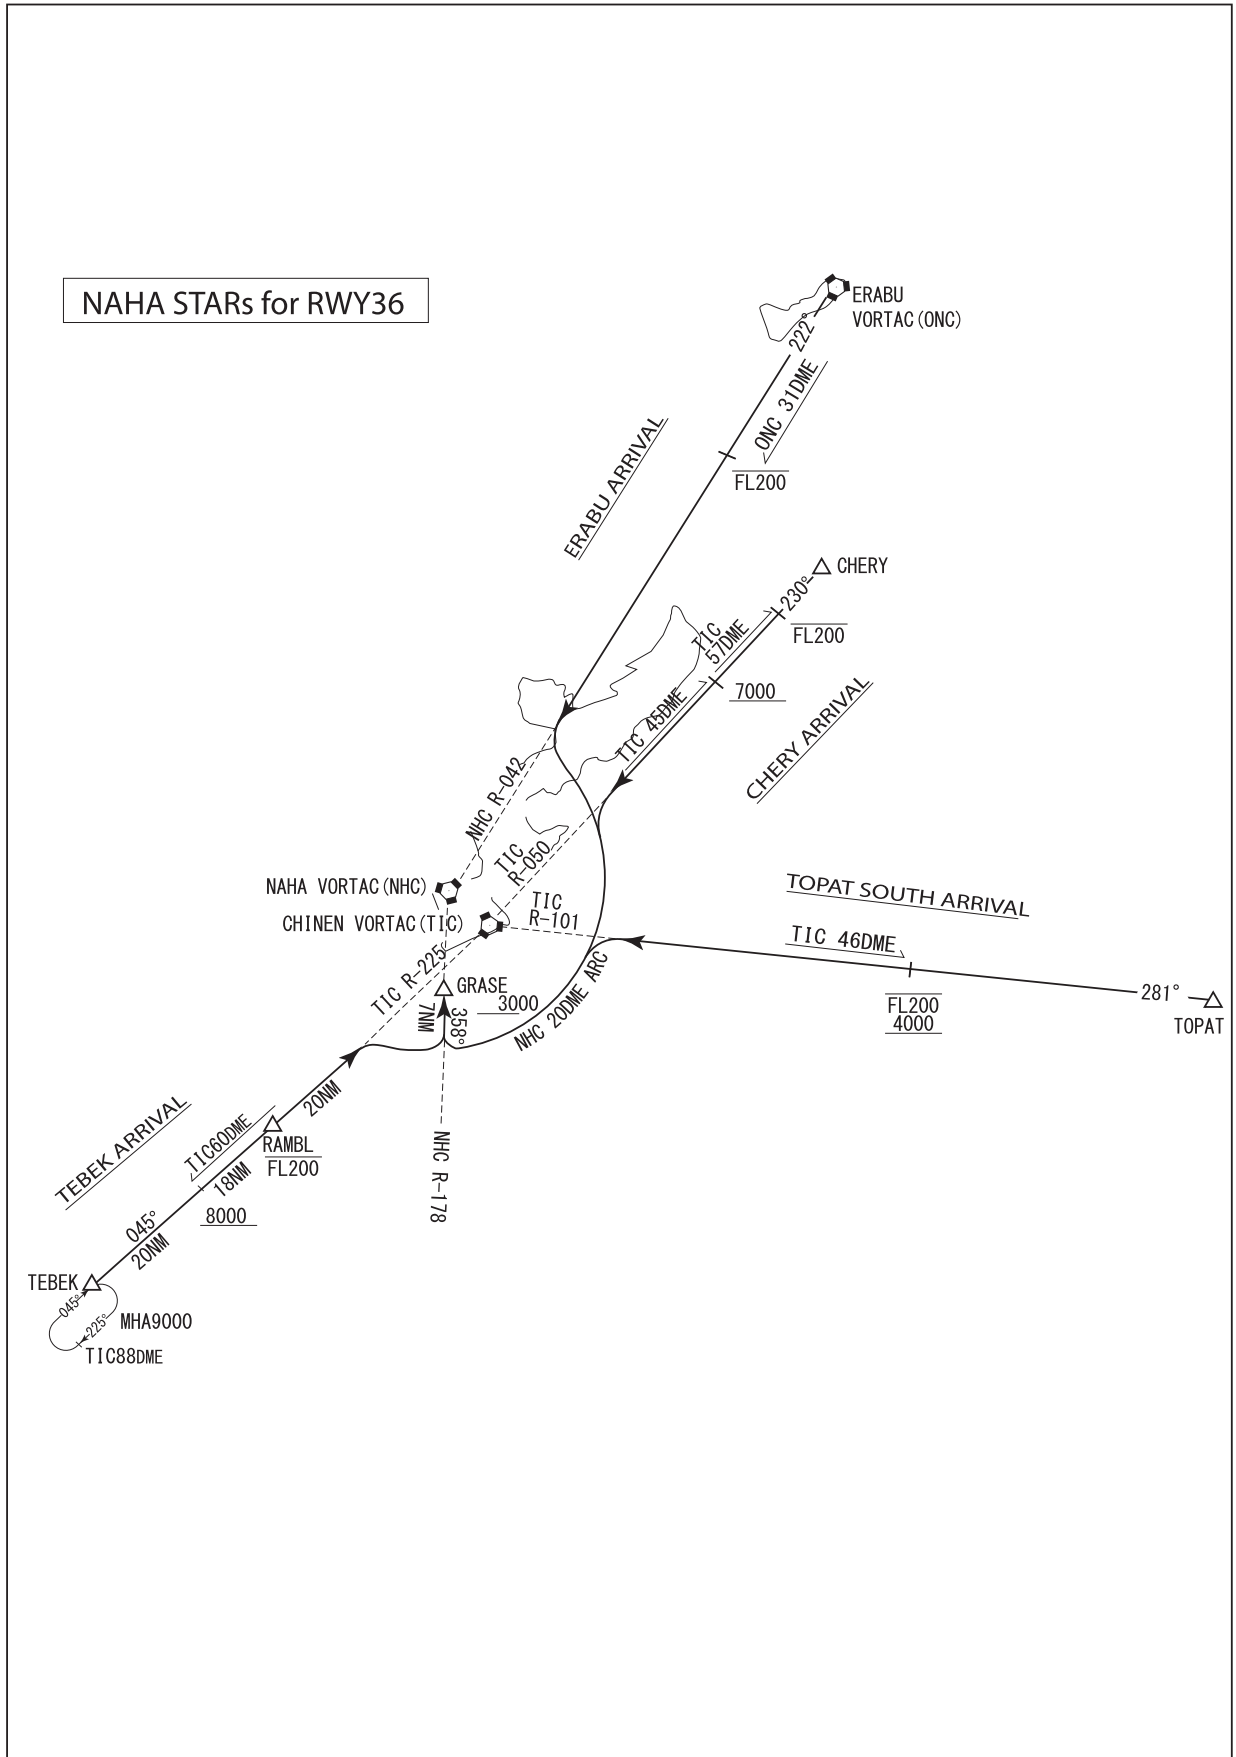 NAHA STARs for RWY36
ERABU
VORTAC(ONC)
222
ONC 31DME
FL200
ERABU ARRIVAL
CHERY
230°
TIC
57DME
FL200
TIC 45DME
7000
CHERY ARRIVAL
NHC R-042
TIC
R-050
NAHA VORTAC(NHC)
CHINEN VORTAC(TIC)
TIC
R-101
TOPAT SOUTH ARRIVAL
TIC 46DME
FL200
4000
281°
TOPAT
TIC R-225
GRASE
3000
7NM
358°
NHC 20DME ARC
20NM
TEBEK ARRIVAL
TIC60DME
RAMBL
FL200
18NM
8000
NHC R-178
045°
20NM
TEBEK
045°
225°
MHA9000
TIC88DME